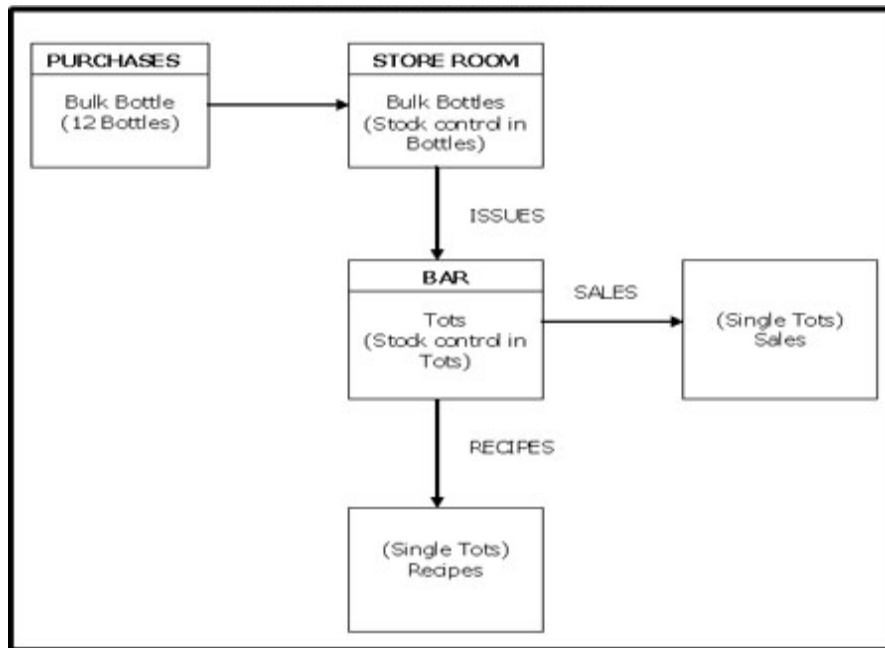 PURCHASES
Bulk Bottle
(12 Bottles)
STORE ROOM
Bulk Bottles
(Stock control in
Bottles)
ISSUES
BAR
Tots
(Stock control in
Tots)
SALES
(Single Tots)
Sales
RECIPES
(Single Tots)
Recipes